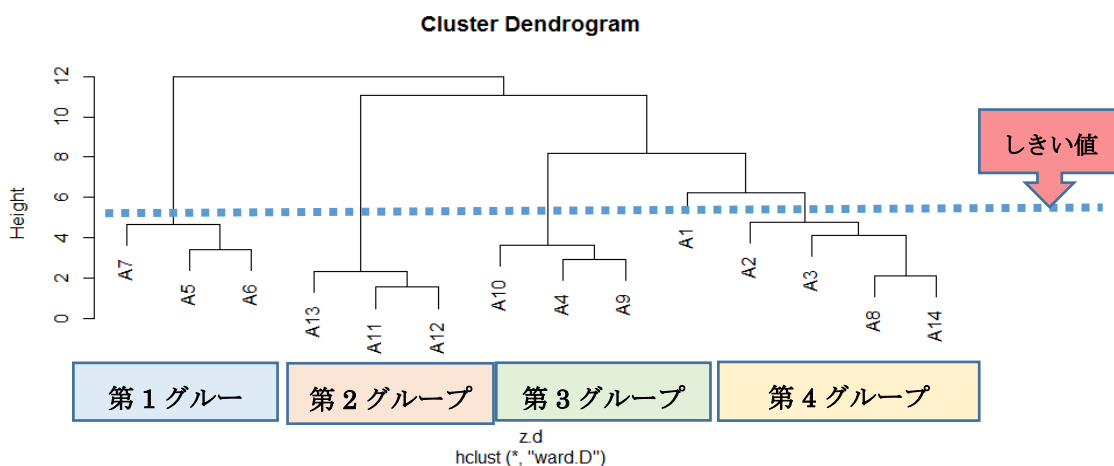 Cluster Dendrogram
しきい値
Height
0 2 4 6 8 10 12
A7
A5
A6
A13
A11
A12
A10
A4
A9
A1
A2
A3
A8
A14
第１グルー
第２グループ
第３グループ
第４グループ
z.d
hclust (*, "ward.D")